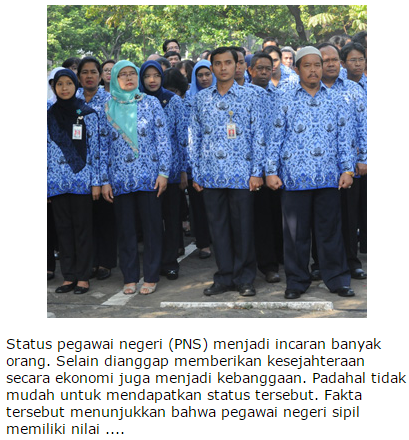 Status pegawai negeri (PNS) menjadi incaran banyak
orang. Selain dianggap memberikan kesejahteraan
secara ekonomi juga menjadi kebanggaan. Padahal tidak
mudah untuk mendapatkan status tersebut. Fakta
tersebut menunjukkan bahwa pegawai negeri sipil
memiliki nilai ....